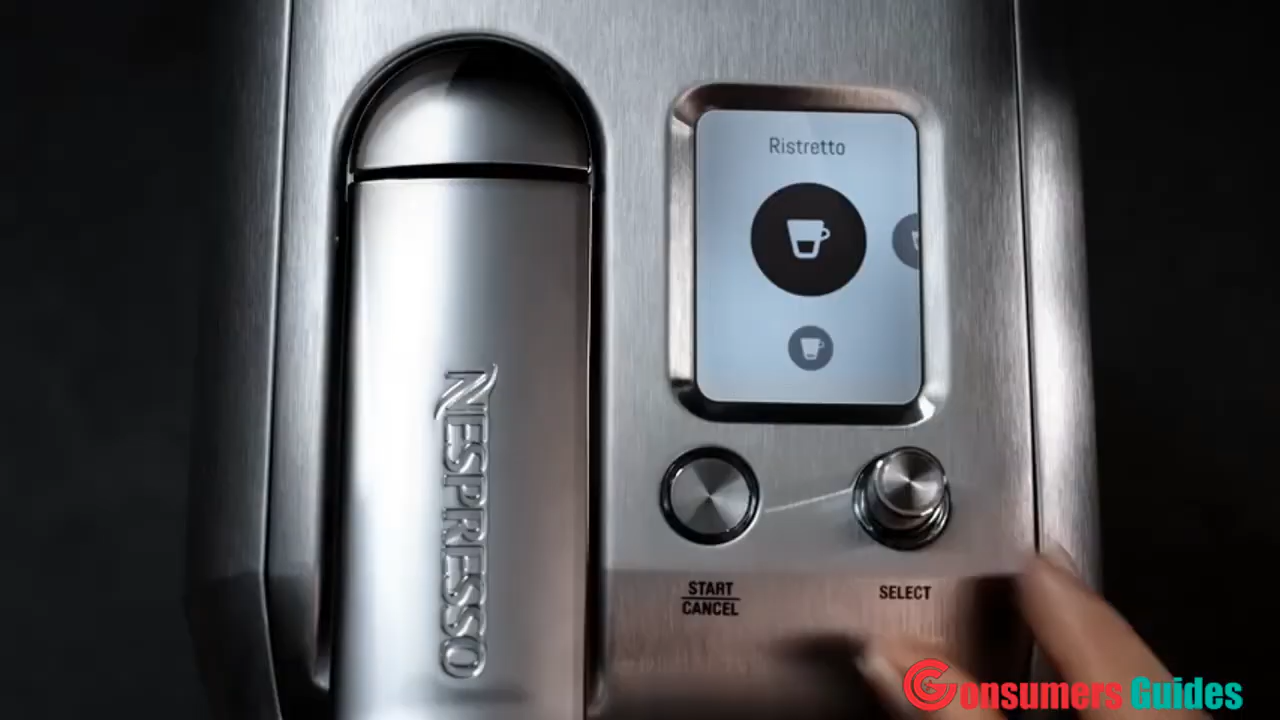 Ristretto
NESPRESSO
START
CANCEL
SELECT
Consumers Guides